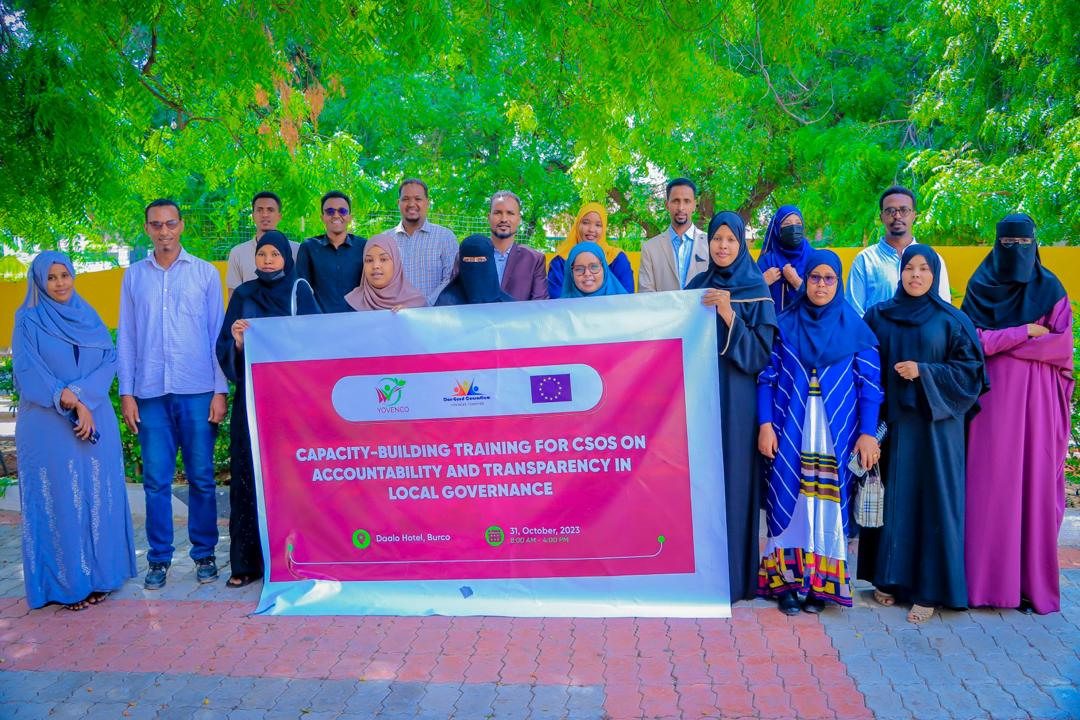 YOVENCO
CAPACITY-BUILDING TRAINING FOR CSOS ON
ACCOUNTABILITY AND TRANSPARENCY IN
LOCAL GOVERNANCE
Daalo Hotel, Burco
31, October, 2023
8:00 AM - 4:00 PM